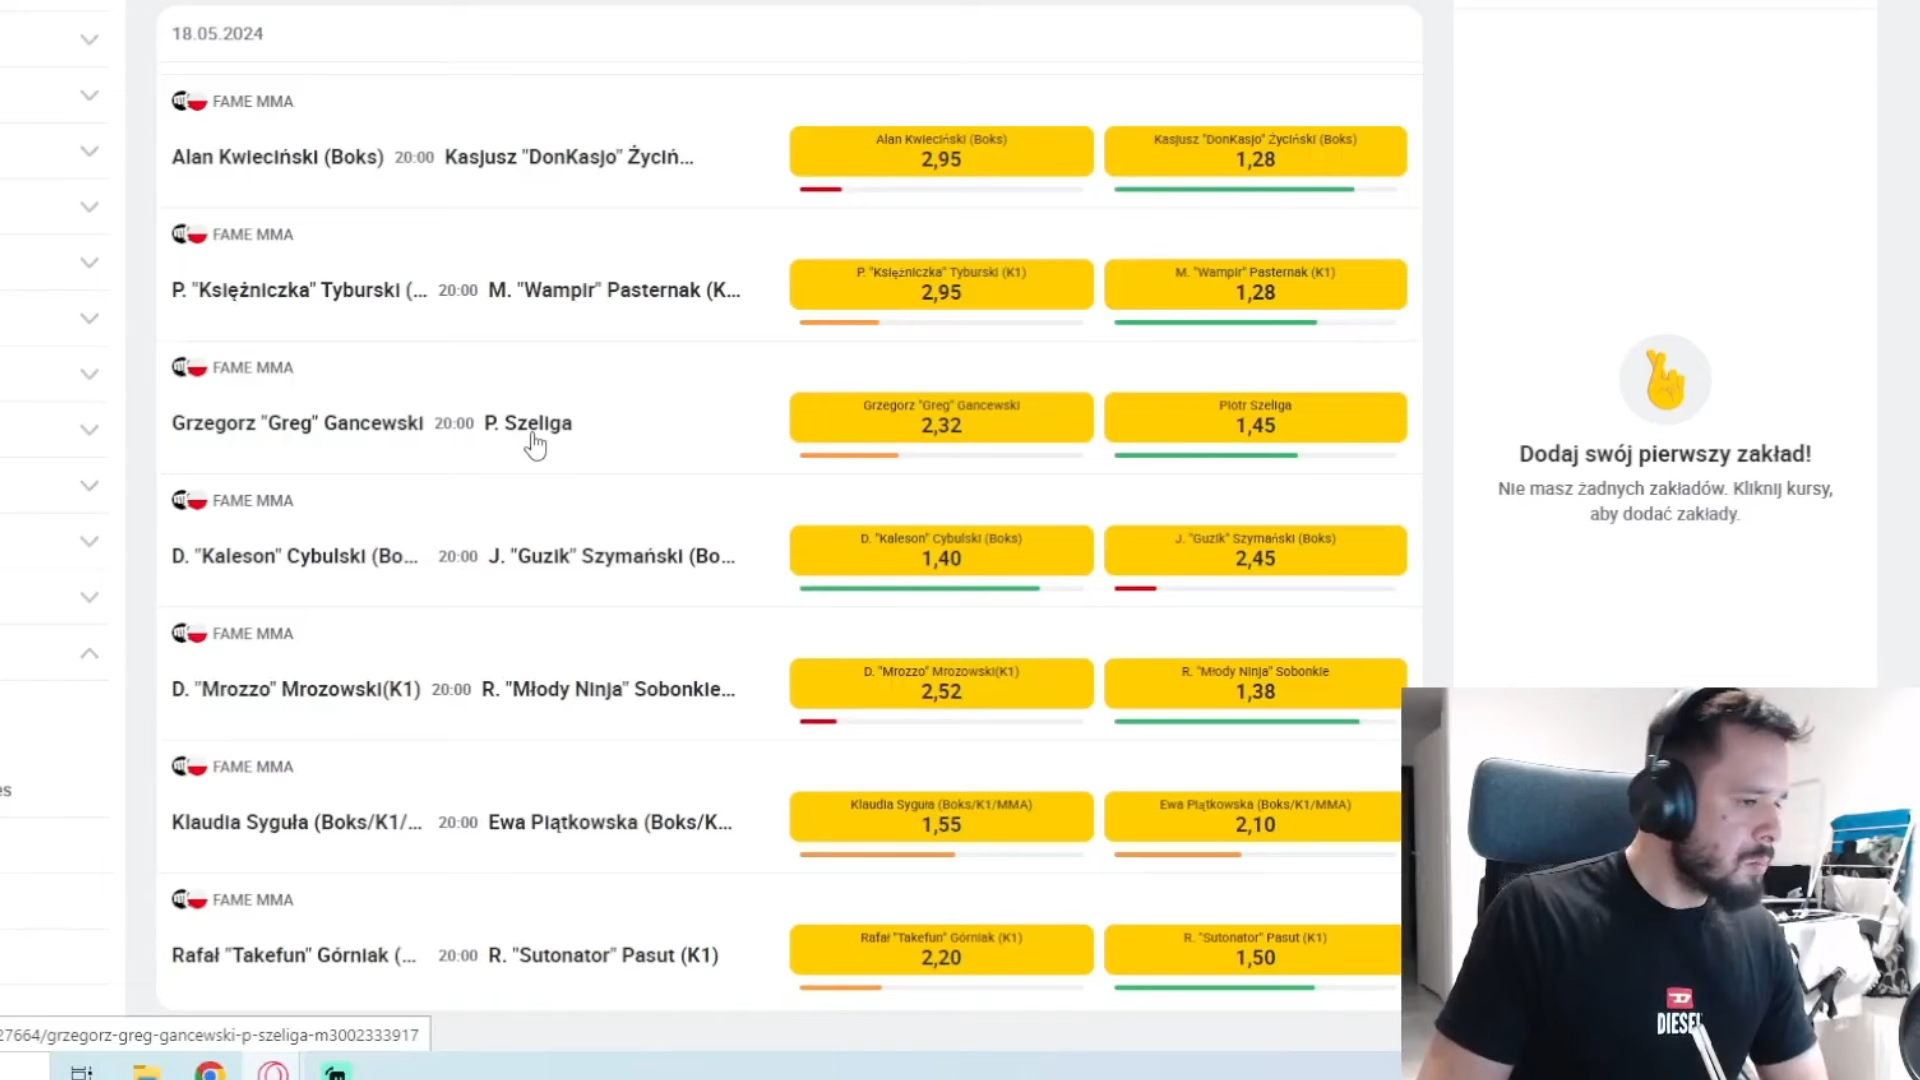 18.05.2024
FAME MMA
Alan Kwieciński (Boks) 20:00 Kasjusz "DonKasjo" Życiń...
Alan Kwieciński (Boks)
2,95
Kasjusz "DonKasjo" Życiński (Boks)
1,28
FAME MMA
P. "Księżniczka" Tyburski (... 20:00 M. "Wampir" Pasternak (K...
P. "Księżniczka" Tyburski (K1)
2,95
M. "Wampir" Pasternak (K1)
1,28
FAME MMA
Grzegorz "Greg" Gancewski 20:00 P. Szeliga
Grzegorz "Greg" Gancewski
2,32
Piotr Szeliga
1,45
FAME MMA
D. "Kaleson" Cybulski (Bo... 20:00 J. "Guzik" Szymański (Bo...
D. "Kaleson" Cybulski (Boks)
1,40
J. "Guzik" Szymański (Boks)
2,45
FAME MMA
D. "Mrozzo" Mrozowski(K1) 20:00 R. "Młody Ninja" Sobonkie...
D. "Mrozzo" Mrozowski(K1)
2,52
R. "Młody Ninja" Sobonkie
1,38
FAME MMA
Klaudia Syguła (Boks/K1/... 20:00 Ewa Piątkowska (Boks/K...
Klaudia Syguła (Boks/K1/MMA)
1,55
Ewa Piątkowska (Boks/K1/MMA)
2,10
FAME MMA
Rafał "Takefun" Górniak (... 20:00 R. "Sutonator" Pasut (K1)
Rafał "Takefun" Górniak (K1)
2,20
R. "Sutonator" Pasut (K1)
1,50
Dodaj swój pierwszy zakład!
Nie masz żadnych zakładów. Kliknij kursy,
aby dodać zakłady.
es
27664/grzegorz-greg-gancewski-p-szeliga-m3002333917
DIESEL